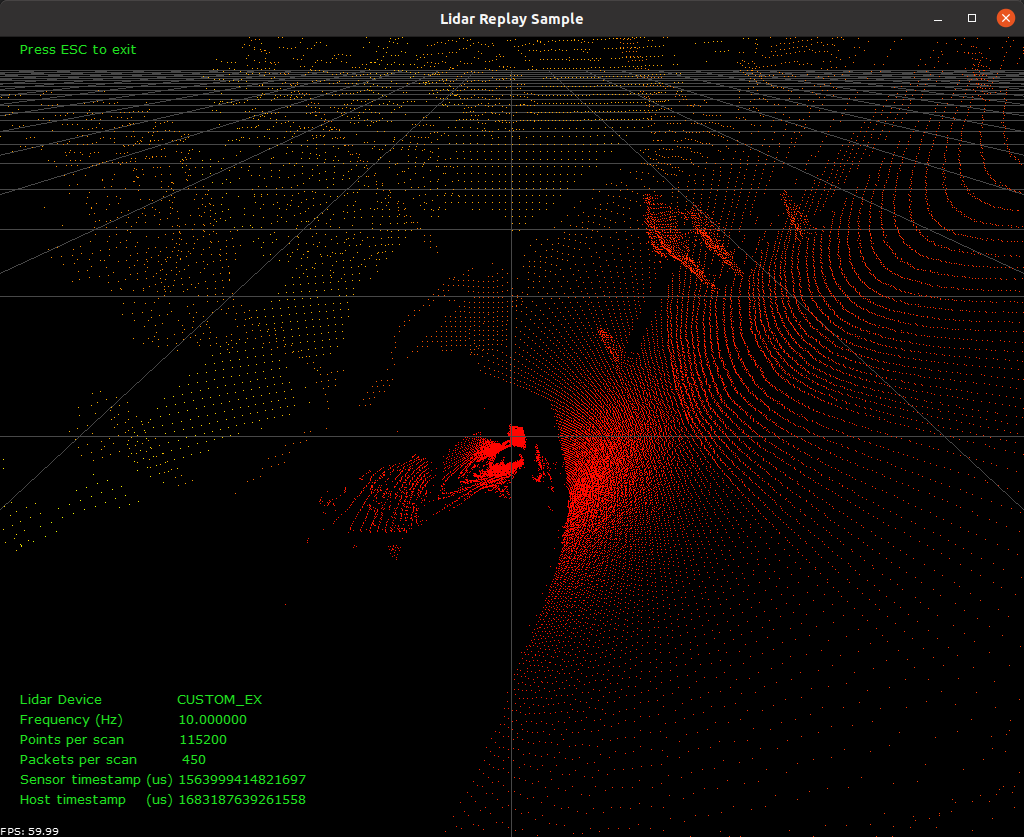 Lidar Replay Sample
Press ESC to exit
Lidar Device CUSTOM_EX
Frequency (Hz) 10.000000
Points per scan 115200
Packets per scan 450
Sensor timestamp (us) 1563999414821697
Host timestamp (us) 1683187639261558
FPS: 59.99